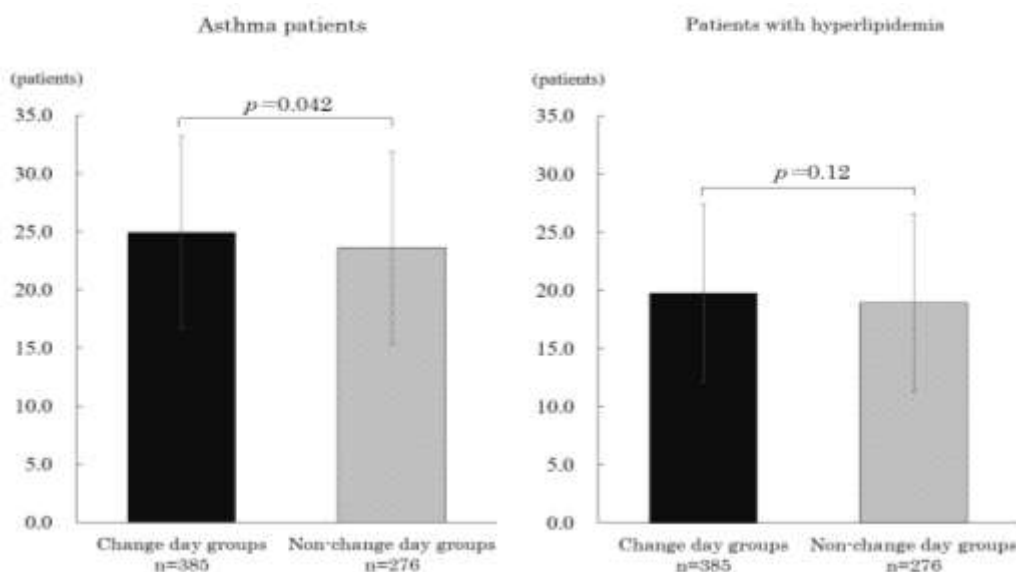 Asthma patients
(patients)
p=0.042
35.0
30.0
25.0
20.0
15.0
10.0
5.0
0.0
Change day groups
n=385
Non-change day groups
n=276
Patients with hyperlipidemia
(patients)
p=0.12
35.0
30.0
25.0
20.0
15.0
10.0
5.0
0.0
Change day groups
n=385
Non-change day groups
n=276